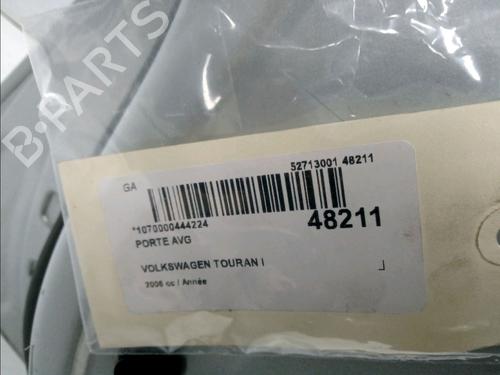 B-PARTS
GA
52713001 48211
*1070000444224
48211
PORTE AVG
VOLKSWAGEN TOURAN I
2006 cc / Année